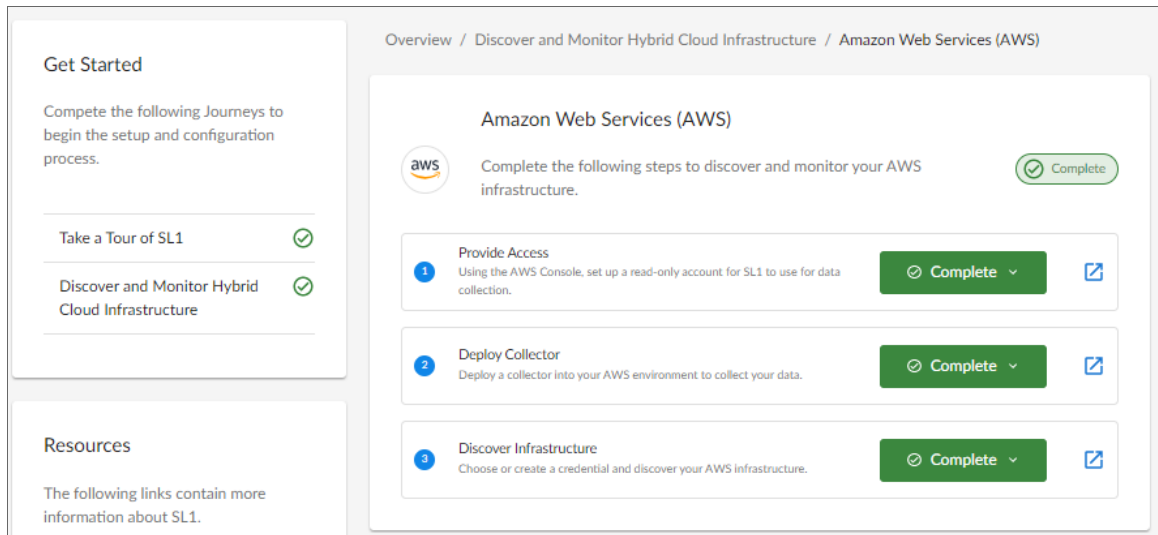 Get Started
Compete the following Journeys to
begin the setup and configuration
process.
Take a Tour of SL1
Discover and Monitor Hybrid
Cloud Infrastructure
Resources
The following links contain more
information about SL1.
Overview / Discover and Monitor Hybrid Cloud Infrastructure / Amazon Web Services (AWS)
Amazon Web Services (AWS)
aws
Complete the following steps to discover and monitor your AWS
infrastructure.
Complete
1
Provide Access
Using the AWS Console, set up a read-only account for SL1 to use for data
collection.
Complete
2
Deploy Collector
Deploy a collector into your AWS environment to collect your data.
Complete
3
Discover Infrastructure
Choose or create a credential and discover your AWS infrastructure.
Complete